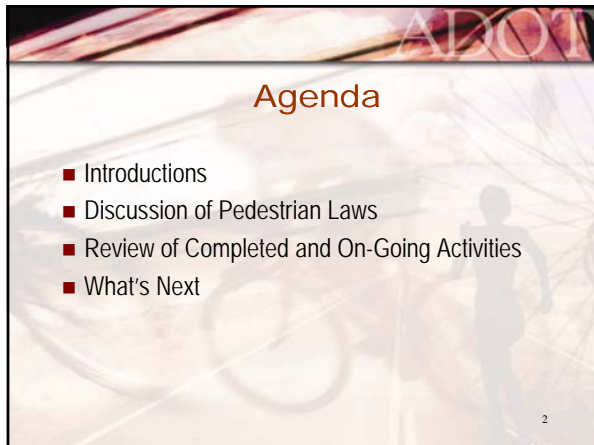 ADOT
Agenda
■ Introductions
■ Discussion of Pedestrian Laws
■ Review of Completed and On-Going Activities
■ What's Next
2